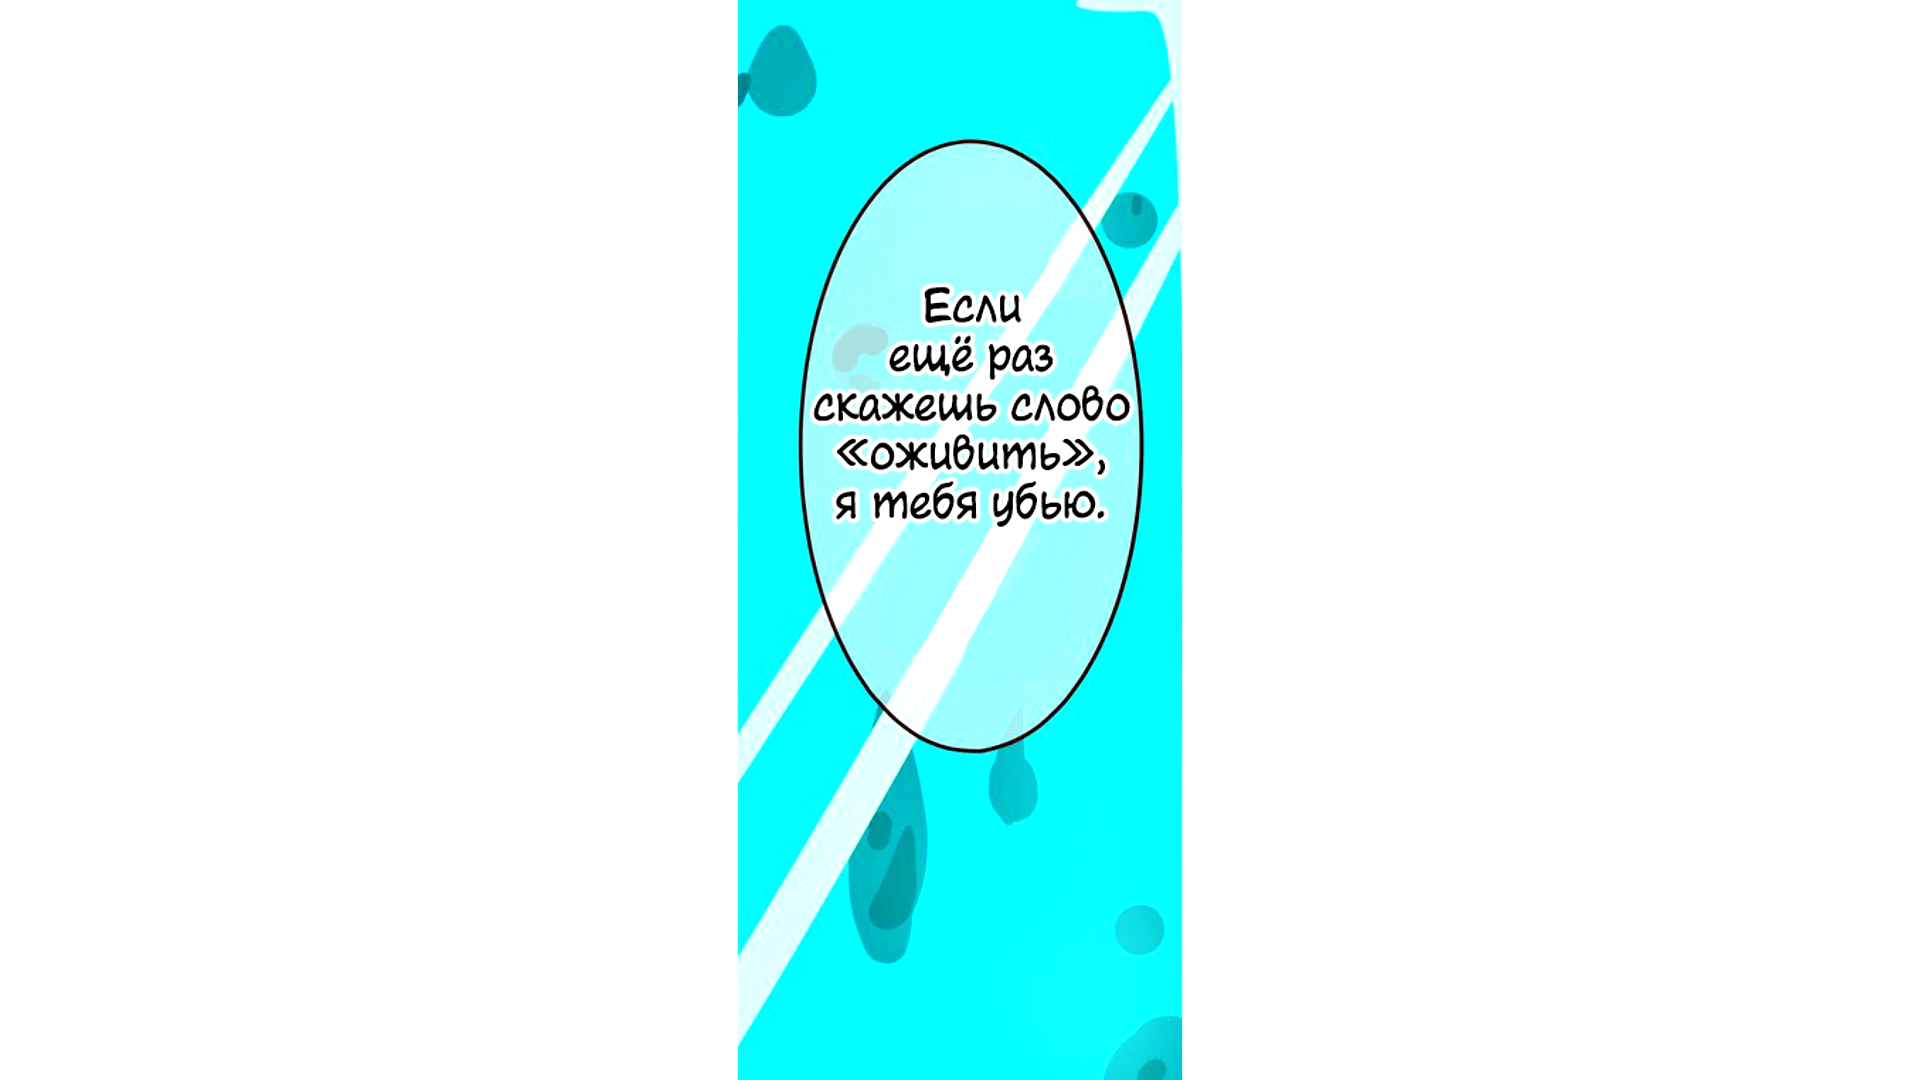 Если
ещё раз
скажешь слово
«оживить»,
я тебя убью.